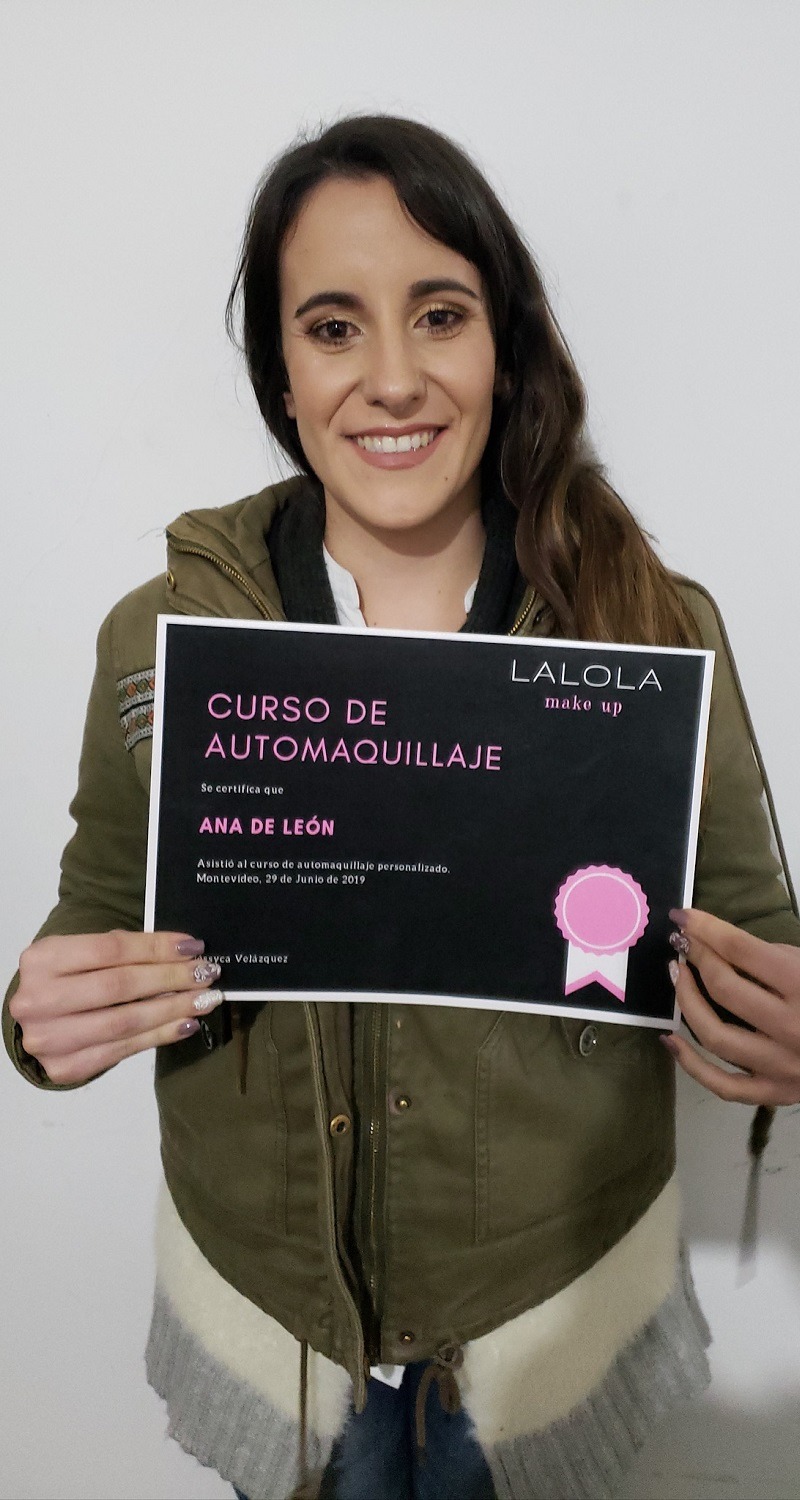 LALOLA
make up
CURSO DE
AUTOMAQUILLAJE
Se certifica que
ANA DE LEÓN
Asistió al curso de automaquillaje personalizado.
Montevideo, 29 de Junio de 2019
Velázquez